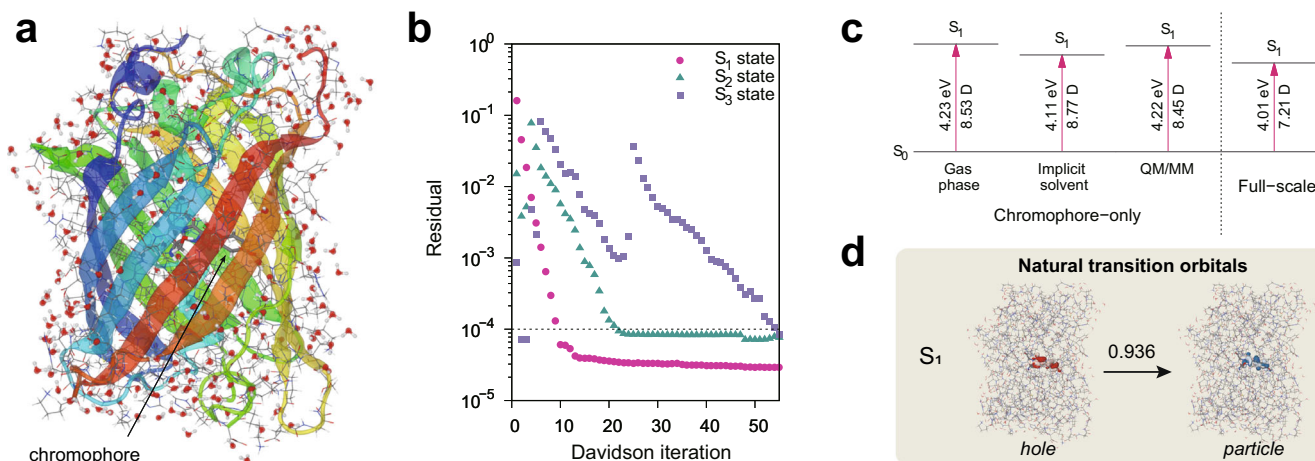 a
chromophore
b
Residual
10⁰
10⁻¹
10⁻²
10⁻³
10⁻⁴
10⁻⁵
S₁ state
S₂ state
S₃ state
0 10 20 30 40 50
Davidson iteration
c
S₁ S₁ S₁ S₁
4.23 eV
8.53 D
4.11 eV
8.77 D
4.22 eV
8.45 D
4.01 eV
7.21 D
S₀
Gas
phase
Implicit
solvent
QM/MM
Full−scale
Chromophore−only
d
Natural transition orbitals
S₁
0.936
hole particle